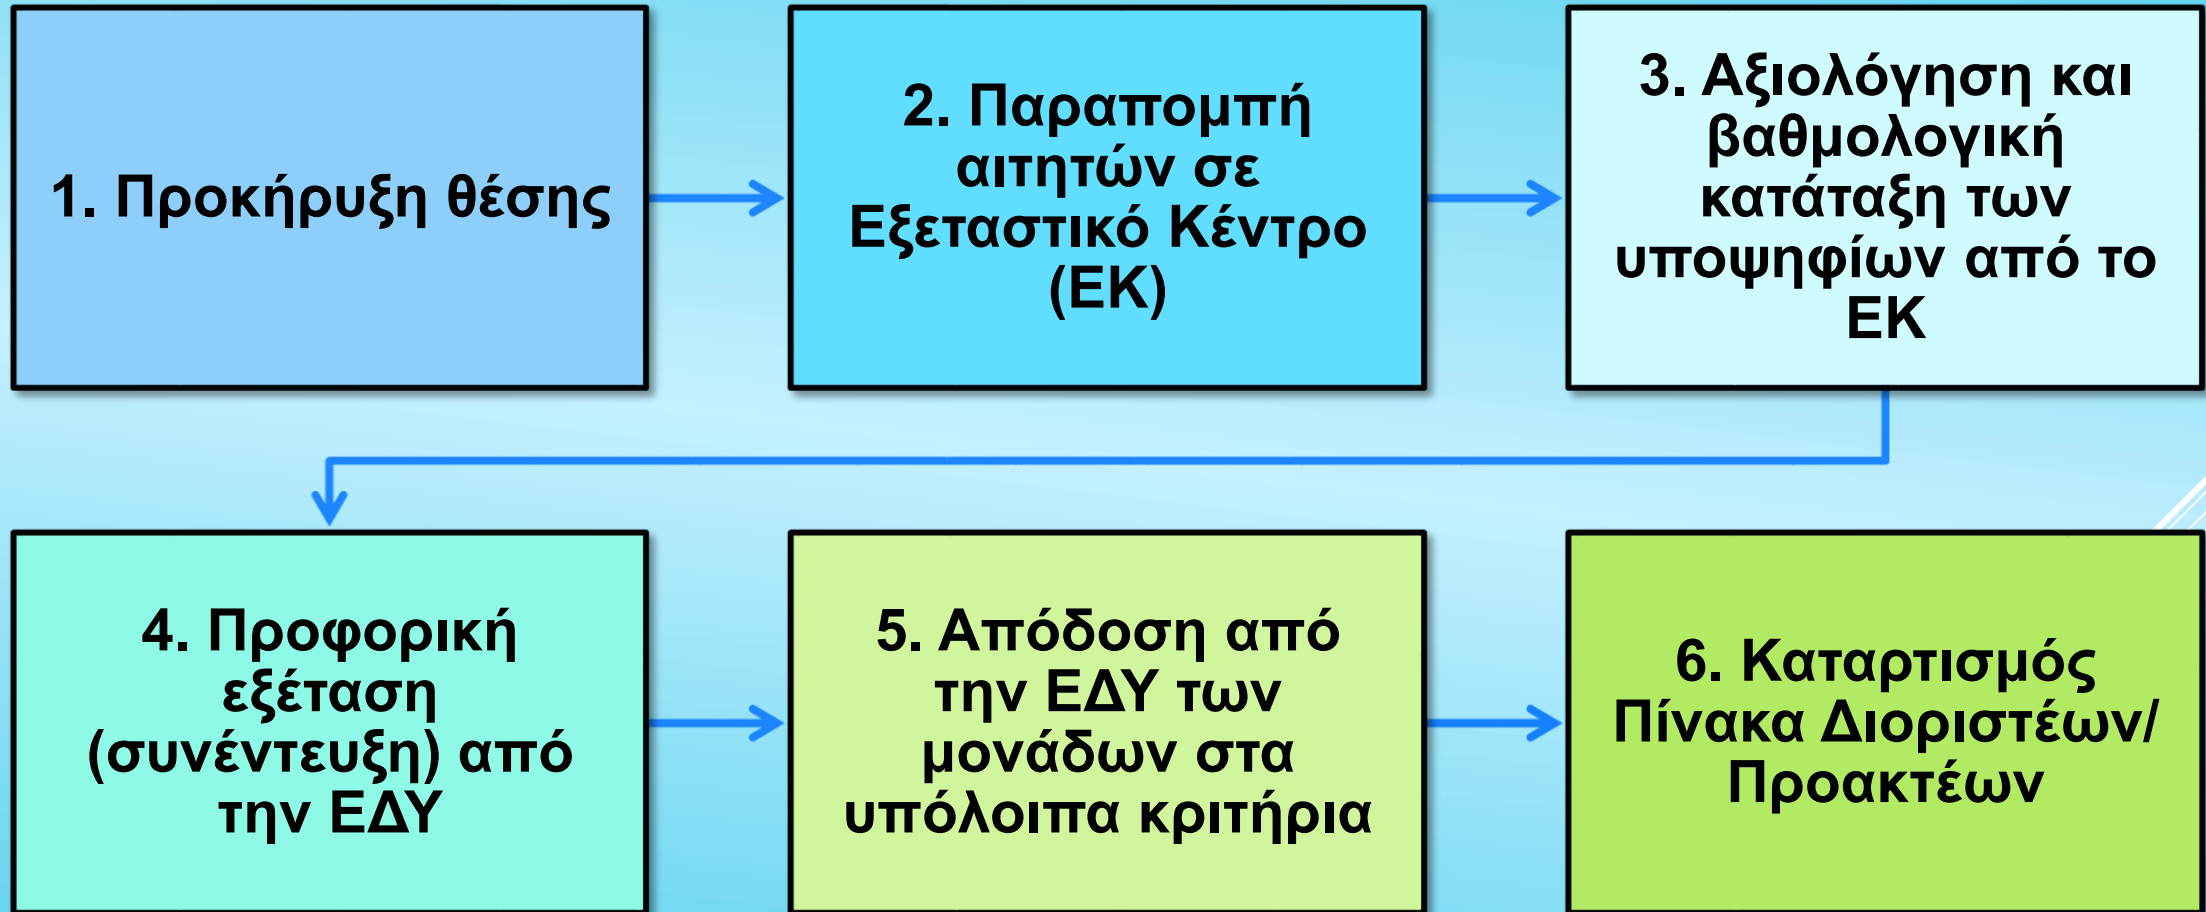 1. Προκήρυξη θέσης
2. Παραπομπή
αιτητών σε
Εξεταστικό Κέντρο
(ΕΚ)
3. Αξιολόγηση και
βαθμολογική
κατάταξη των
υποψηφίων από το
ΕΚ
4. Προφορική
εξέταση
(συνέντευξη) από
την ΕΔΥ
5. Απόδοση από
την ΕΔΥ των
μονάδων στα
υπόλοιπα κριτήρια
6. Καταρτισμός
Πίνακα Διοριστέων/
Προακτέων